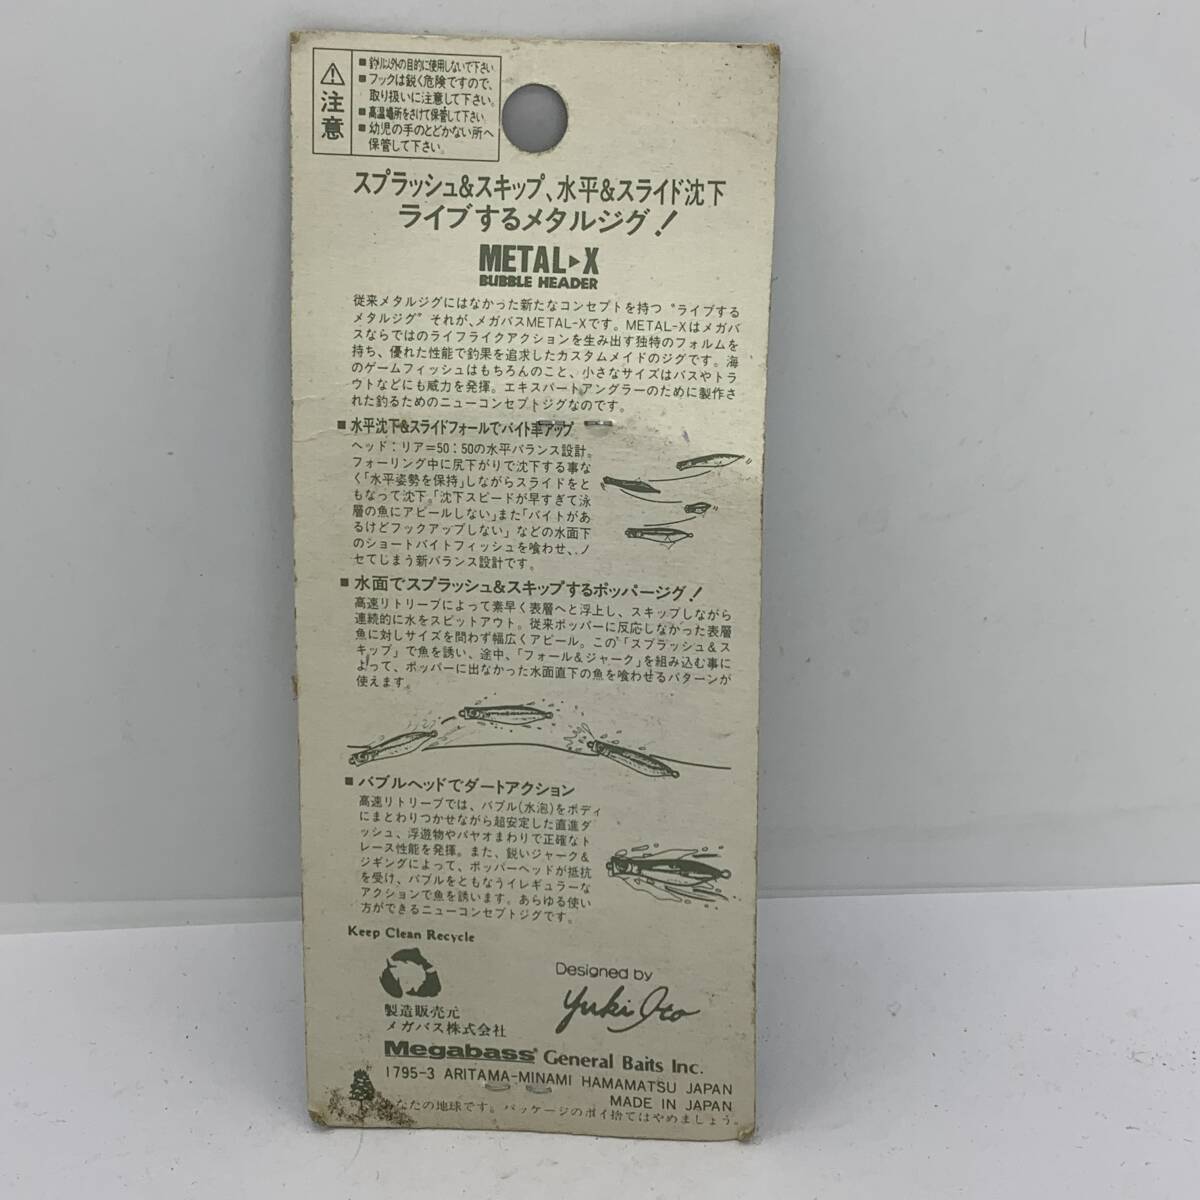 ⚠注意
■釣り以外の目的に使用しないで下さい。
■フックは鋭く危険ですので、
取り扱いに注意して下さい。
■高温場所をさけて保管して下さい。
■幼児の手のとどかない所へ
保管して下さい。
スプラッシュ&スキップ、水平&スライド沈下
ライブするメタルジグ!
METAL▶X
BUBBLE HEADER
従来メタルジグにはなかった新たなコンセプトを持つ“ライブする
メタルジグ”それが、メガバスMETAL-Xです。METAL-Xはメガバ
スならではのライフライクアクションを生み出す独特のフォルムを
持ち、優れた性能で釣果を追求したカスタムメイドのジグです。海
のゲームフィッシュはもちろんのこと、小さなサイズはバスやトラ
ウトなどにも威力を発揮。エキスパートアングラーのために製作さ
れた釣るためのニューコンセプトジグなのです。
■水平沈下&スライドフォールでバイト率アップ
ヘッド:リア=50:50の水平バランス設計。
フォーリング中に尻下がりで沈下する事な
く「水平姿勢を保持」しながらスライドをと
もなって沈下。「沈下スピードが早すぎて泳
層の魚にアピールしない」また「バイトがあ
るけどフックアップしない」などの水面下
のショートバイトフィッシュを喰わせ、ノ
セてしまう新バランス設計です。
■水面でスプラッシュ&スキップするポッパージグ!
高速リトリーブによって素早く表層へと浮上し、スキップしながら
連続的に水をスピットアウト。従来ポッパーに反応しなかった表層
魚に対しサイズを問わず幅広くアピール。この「スプラッシュ&ス
キップ」で魚を誘い、途中、「フォール&ジャーク」を組み込む事に
よって、ポッパーに出なかった水面直下の魚を喰わせるパターンが
使えます。
■バブルヘッドでダートアクション
高速リトリーブでは、バブル(水泡)をボディ
にまとわりつかせながら超安定した直進ダ
ッシュ、浮遊物やバヤオまわりで正確なト
レース性能を発揮。また、鋭いジャーク&
ジギングによって、ポッパーヘッドが抵抗
を受け、バブルをともなうイレギュラーな
アクションで魚を誘います。あらゆる使い
方ができるニューコンセプトジグです。
Keep Clean Recycle
製造販売元
メガバス株式会社
Designed by
Yuki Ito
Megabass General Baits Inc.
1795-3 ARITAMA-MINAMI HAMAMATSU JAPAN
MADE IN JAPAN
なたの地球です。パッケージのポイ捨てはやめましょう。